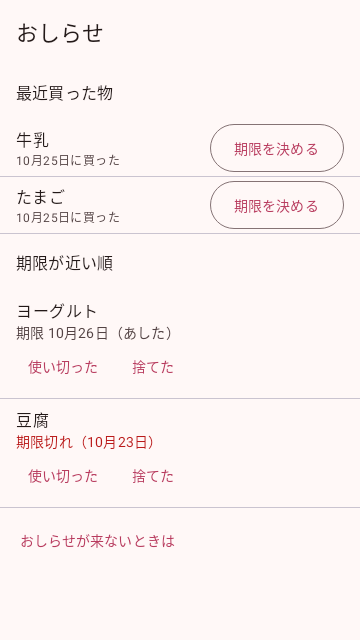 おしらせ
最近買った物
牛乳
10月25日に買った
期限を決める
たまご
10月25日に買った
期限を決める
期限が近い順
ヨーグルト
期限 10月26日（あした）
使い切った 捨てた
豆腐
期限切れ（10月23日）
使い切った 捨てた
おしらせが来ないときは